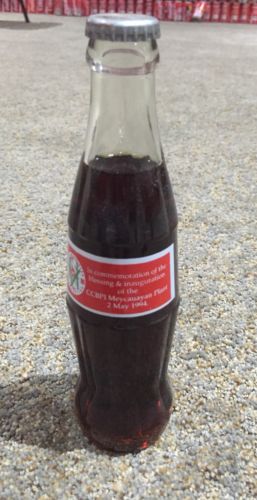 In commemoration of the
blessing & inauguration
of the
CCBPI Meycauayan Plant
2 May 1994